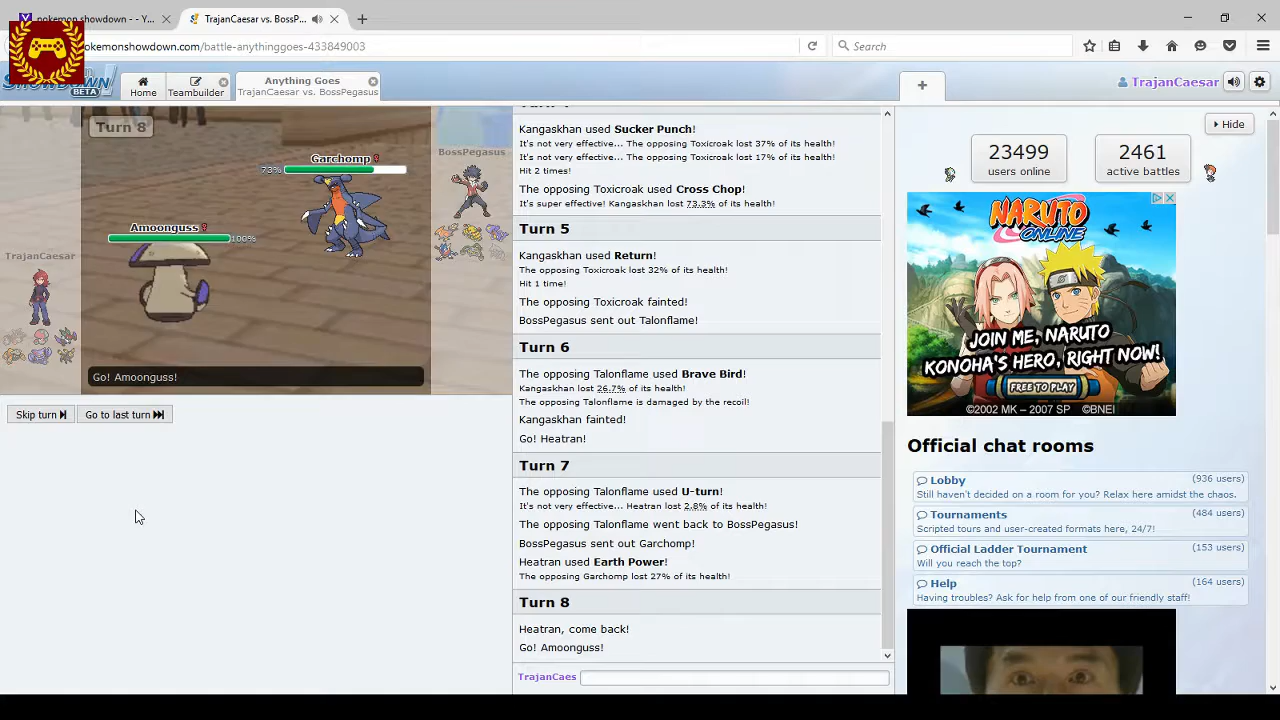 pokemon showdown - - Y...
TrajanCaesar vs. BossP...
okemonshowdown.com/battle-anythinggoes-433849003
Search
BETA
Home
Teambuilder
Anything Goes
TrajanCaesar vs. BossPegasus
TrajanCaesar
Turn 8
Garchomp
73%
Amoonguss
100%
TrajanCaesar
BossPegasus
Go! Amoonguss!
Skip turn
Go to last turn
Kangaskhan used Sucker Punch!
It's not very effective... The opposing Toxicroak lost 37% of its health!
It's not very effective... The opposing Toxicroak lost 17% of its health!
Hit 2 times!
The opposing Toxicroak used Cross Chop!
It's super effective! Kangaskhan lost 73.3% of its health!
Turn 5
Kangaskhan used Return!
The opposing Toxicroak lost 32% of its health!
Hit 1 time!
The opposing Toxicroak fainted!
BossPegasus sent out Talonflame!
Turn 6
The opposing Talonflame used Brave Bird!
Kangaskhan lost 26.7% of its health!
The opposing Talonflame is damaged by the recoil!
Kangaskhan fainted!
Go! Heatran!
Turn 7
The opposing Talonflame used U-turn!
It's not very effective... Heatran lost 2.8% of its health!
The opposing Talonflame went back to BossPegasus!
BossPegasus sent out Garchomp!
Heatran used Earth Power!
The opposing Garchomp lost 27% of its health!
Turn 8
Heatran, come back!
Go! Amoonguss!
TrajanCaes
Hide
23499
users online
2461
active battles
NARUTO
ONLINE
JOIN ME, NARUTO
KONOHA'S HERO, RIGHT NOW!
FREE TO PLAY
©2002 MK – 2007 SP ©BNEI
Official chat rooms
Lobby
(936 users)
Still haven't decided on a room for you? Relax here amidst the chaos.
Tournaments
(484 users)
Scripted tours and user-created formats here, 24/7!
Official Ladder Tournament
(153 users)
Will you reach the top?
Help
(164 users)
Having troubles? Ask for help from one of our friendly staff!